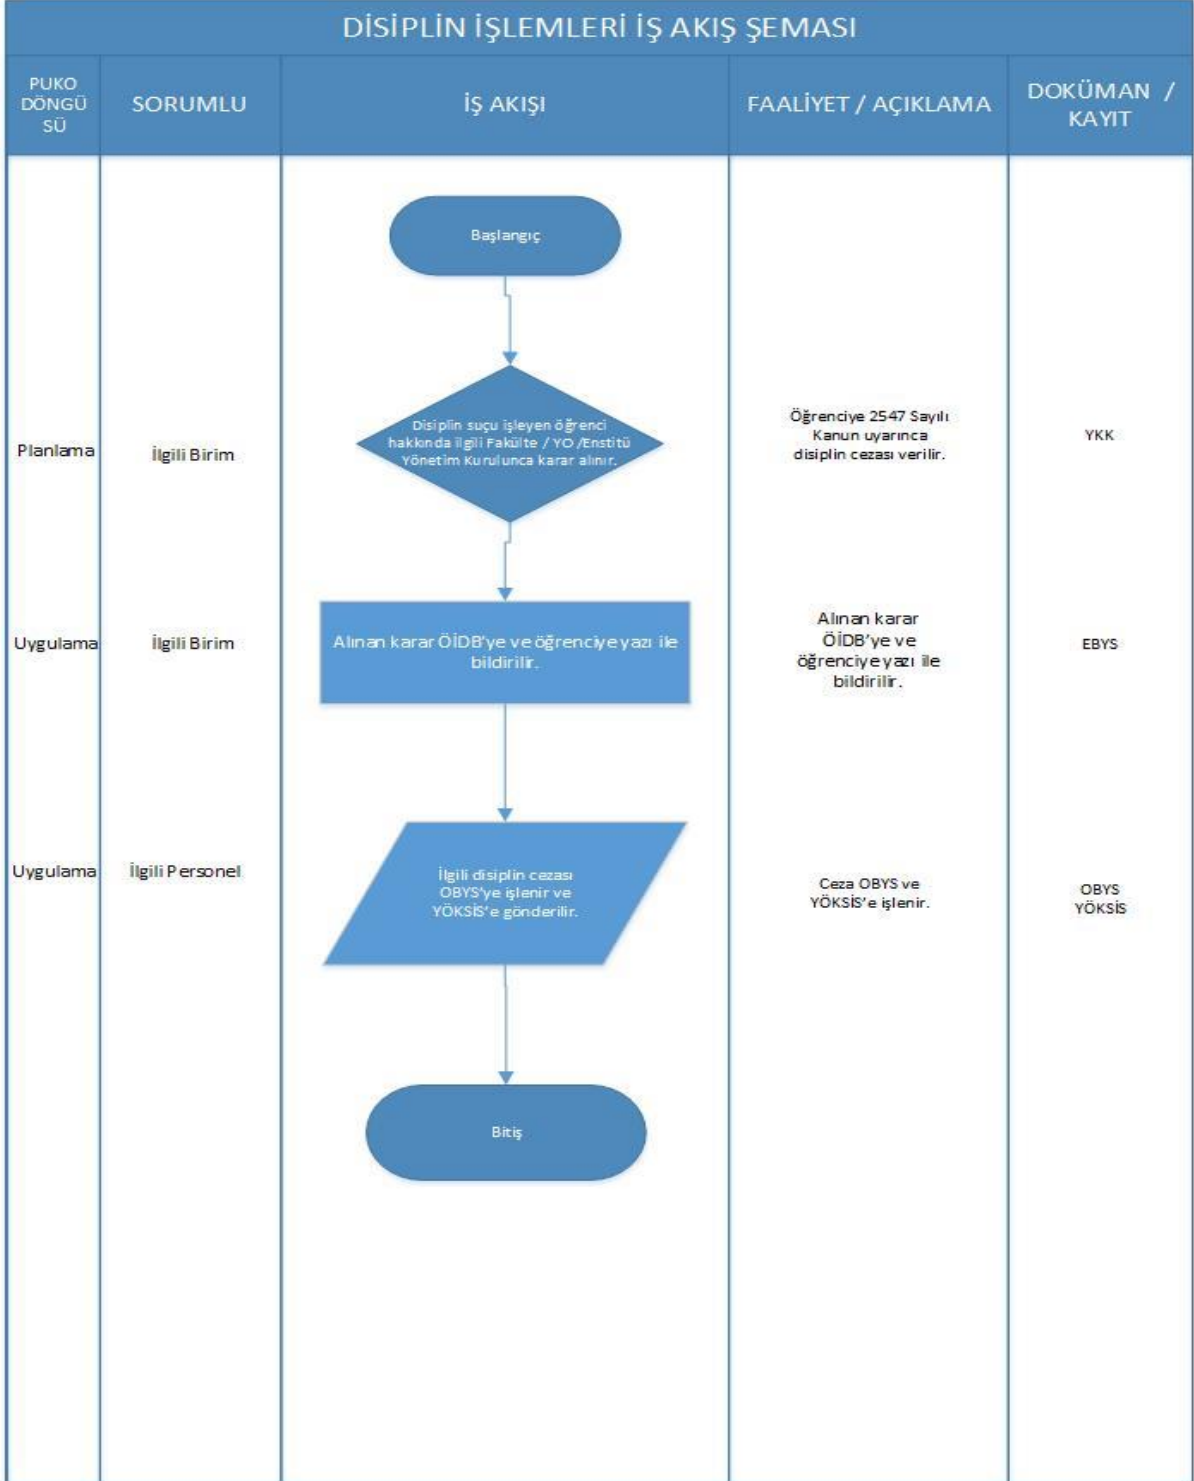 DİSİPLİN İŞLEMLERİ İŞ AKIŞ ŞEMASI
PUKO
DÖNGÜ
SÜ
SORUMLU
İŞ AKIŞI
FAALİYET / AÇIKLAMA
DOKÜMAN /
KAYIT
Başlangıç
Planlama
İlgili Birim
Disiplin suçu işleyen öğrenci
hakkında ilgili Fakülte / YO /Enstitü
Yönetim Kurulunca karar alınır.
Öğrenciye 2547 Sayılı
Kanun uyarınca
disiplin cezası verilir.
YKK
Uygulama
İlgili Birim
Alınan karar ÖİDB'ye ve öğrenciye yazı ile
bildirilir.
Alınan karar
ÖİDB'ye ve
öğrenciye yazı ile
bildirilir.
EBYS
Uygulama
İlgili Personel
İlgili disiplin cezası
OBYS'ye işlenir ve
YÖKSİS'e gönderilir.
Ceza OBYS ve
YÖKSİS'e işlenir.
OBYS
YÖKSİS
Bitiş